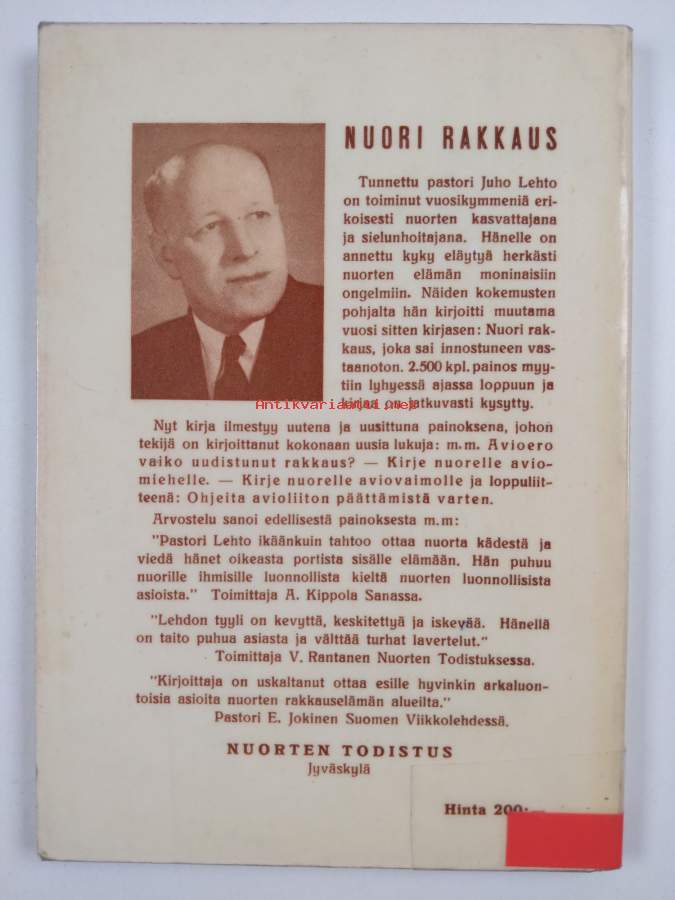 NUORI RAKKAUS
Tunnettu pastori Juho Lehto
on toiminut vuosikymmeniä eri-
koisesti nuorten kasvattajana
ja sielunhoitajana. Hänelle on
annettu kyky eläytyä herkästi
nuorten elämän moninaisiin
ongelmiin. Näiden kokemusten
pohjalta hän kirjoitti muutama
vuosi sitten kirjasen: Nuori rak-
kaus, joka sai innostuneen vas-
taanoton. 2.500 kpl. painos myy-
tiin lyhyessä ajassa loppuun ja
kirjaa on jatkuvasti kysytty.
Antikvariaatti.net
Nyt kirja ilmestyy uutena ja uusittuna painoksena, johon
tekijä on kirjoittanut kokonaan uusia lukuja: m.m. Avioero
vaiko uudistunut rakkaus? — Kirje nuorelle avio-
miehelle. — Kirje nuorelle aviovaimolle ja loppuliit-
teenä: Ohjeita avioliiton päättämistä varten.
Arvostelu sanoi edellisestä painoksesta m.m:
"Pastori Lehto ikäänkuin tahtoo ottaa nuorta kädestä ja
viedä hänet oikeasta portista sisälle elämään. Hän puhuu
nuorille ihmisille luonnollista kieltä nuorten luonnollisista
asioista." Toimittaja A. Kippola Sanassa.
"Lehdon tyyli on kevyttä, keskitettyä ja iskevää. Hänellä
on taito puhua asiasta ja välttää turhat lavertelut."
Toimittaja V. Rantanen Nuorten Todistuksessa.
"Kirjoittaja on uskaltanut ottaa esille hyvinkin arkaluon-
toisia asioita nuorten rakkauselämän alueilta."
Pastori E. Jokinen Suomen Viikkolehdessä.
NUORTEN TODISTUS
Jyväskylä
Hinta 200:—